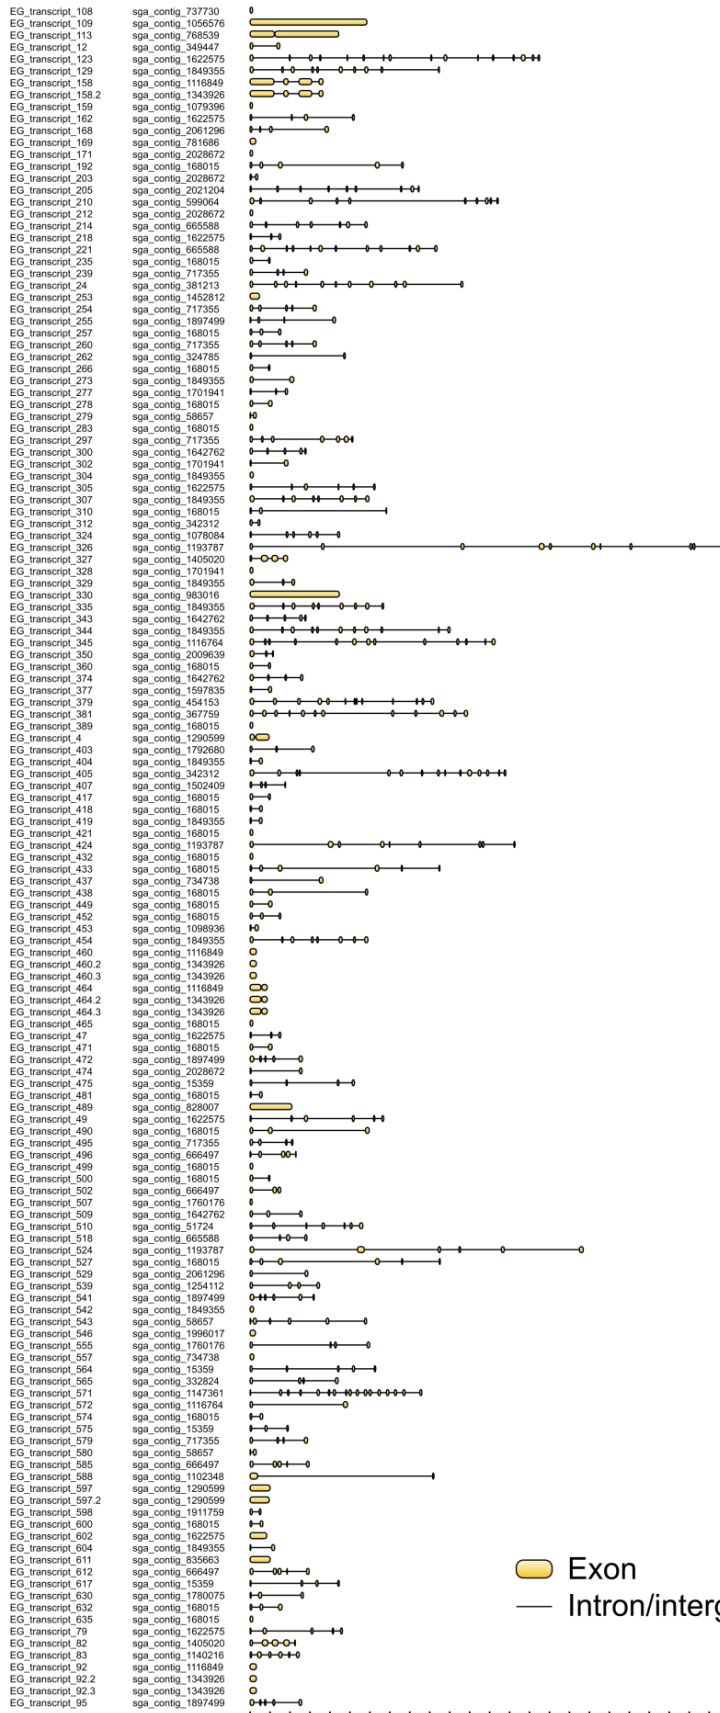 EG_transcript_108 sga_contig_737730
EG_transcript_109 sga_contig_1056576
EG_transcript_113 sga_contig_768539
EG_transcript_12 sga_contig_349447
EG_transcript_123 sga_contig_1622575
EG_transcript_129 sga_contig_1849355
EG_transcript_158 sga_contig_1116849
EG_transcript_158.2 sga_contig_1343926
EG_transcript_159 sga_contig_1079396
EG_transcript_162 sga_contig_1622575
EG_transcript_168 sga_contig_2061296
EG_transcript_169 sga_contig_781686
EG_transcript_171 sga_contig_2028672
EG_transcript_192 sga_contig_168015
EG_transcript_203 sga_contig_2028672
EG_transcript_205 sga_contig_2021204
EG_transcript_210 sga_contig_599064
EG_transcript_212 sga_contig_2028672
EG_transcript_214 sga_contig_665588
EG_transcript_218 sga_contig_1622575
EG_transcript_221 sga_contig_665588
EG_transcript_235 sga_contig_168015
EG_transcript_239 sga_contig_717355
EG_transcript_24 sga_contig_381213
EG_transcript_253 sga_contig_1452812
EG_transcript_254 sga_contig_717355
EG_transcript_255 sga_contig_1897499
EG_transcript_257 sga_contig_168015
EG_transcript_260 sga_contig_717355
EG_transcript_262 sga_contig_324785
EG_transcript_266 sga_contig_168015
EG_transcript_273 sga_contig_1849355
EG_transcript_277 sga_contig_1701941
EG_transcript_278 sga_contig_168015
EG_transcript_279 sga_contig_58657
EG_transcript_283 sga_contig_168015
EG_transcript_297 sga_contig_717355
EG_transcript_300 sga_contig_1642762
EG_transcript_302 sga_contig_1701941
EG_transcript_304 sga_contig_1849355
EG_transcript_305 sga_contig_1622575
EG_transcript_307 sga_contig_1849355
EG_transcript_310 sga_contig_168015
EG_transcript_312 sga_contig_342312
EG_transcript_324 sga_contig_1078084
EG_transcript_326 sga_contig_1193787
EG_transcript_327 sga_contig_1405020
EG_transcript_328 sga_contig_1701941
EG_transcript_329 sga_contig_1849355
EG_transcript_330 sga_contig_983016
EG_transcript_335 sga_contig_1849355
EG_transcript_343 sga_contig_1642762
EG_transcript_344 sga_contig_1849355
EG_transcript_345 sga_contig_1116764
EG_transcript_350 sga_contig_2009639
EG_transcript_360 sga_contig_168015
EG_transcript_374 sga_contig_1642762
EG_transcript_377 sga_contig_1597835
EG_transcript_379 sga_contig_454153
EG_transcript_381 sga_contig_367759
EG_transcript_389 sga_contig_168015
EG_transcript_4 sga_contig_1290599
EG_transcript_403 sga_contig_1792680
EG_transcript_404 sga_contig_1849355
EG_transcript_405 sga_contig_342312
EG_transcript_407 sga_contig_1502409
EG_transcript_417 sga_contig_168015
EG_transcript_418 sga_contig_168015
EG_transcript_419 sga_contig_1849355
EG_transcript_421 sga_contig_168015
EG_transcript_424 sga_contig_1193787
EG_transcript_432 sga_contig_168015
EG_transcript_433 sga_contig_168015
EG_transcript_437 sga_contig_734738
EG_transcript_438 sga_contig_168015
EG_transcript_449 sga_contig_168015
EG_transcript_452 sga_contig_168015
EG_transcript_453 sga_contig_1098936
EG_transcript_454 sga_contig_1849355
EG_transcript_460 sga_contig_1116849
EG_transcript_460.2 sga_contig_1343926
EG_transcript_460.3 sga_contig_1343926
EG_transcript_464 sga_contig_1116849
EG_transcript_464.2 sga_contig_1343926
EG_transcript_464.3 sga_contig_1343926
EG_transcript_465 sga_contig_168015
EG_transcript_47 sga_contig_1622575
EG_transcript_471 sga_contig_168015
EG_transcript_472 sga_contig_1897499
EG_transcript_474 sga_contig_2028672
EG_transcript_475 sga_contig_15359
EG_transcript_481 sga_contig_168015
EG_transcript_489 sga_contig_828007
EG_transcript_49 sga_contig_1622575
EG_transcript_490 sga_contig_168015
EG_transcript_495 sga_contig_717355
EG_transcript_496 sga_contig_666497
EG_transcript_499 sga_contig_168015
EG_transcript_500 sga_contig_168015
EG_transcript_502 sga_contig_666497
EG_transcript_507 sga_contig_1760176
EG_transcript_509 sga_contig_1642762
EG_transcript_510 sga_contig_51724
EG_transcript_518 sga_contig_665588
EG_transcript_524 sga_contig_1193787
EG_transcript_527 sga_contig_168015
EG_transcript_529 sga_contig_2061296
EG_transcript_539 sga_contig_1254112
EG_transcript_541 sga_contig_1897499
EG_transcript_542 sga_contig_1849355
EG_transcript_543 sga_contig_58657
EG_transcript_546 sga_contig_1996017
EG_transcript_555 sga_contig_1760176
EG_transcript_557 sga_contig_734738
EG_transcript_564 sga_contig_15359
EG_transcript_565 sga_contig_332824
EG_transcript_571 sga_contig_1147361
EG_transcript_572 sga_contig_1116764
EG_transcript_574 sga_contig_168015
EG_transcript_575 sga_contig_15359
EG_transcript_579 sga_contig_717355
EG_transcript_580 sga_contig_58657
EG_transcript_585 sga_contig_666497
EG_transcript_588 sga_contig_1102348
EG_transcript_597 sga_contig_1290599
EG_transcript_597.2 sga_contig_1290599
EG_transcript_598 sga_contig_1911759
EG_transcript_600 sga_contig_168015
EG_transcript_602 sga_contig_1622575
EG_transcript_604 sga_contig_1849355
EG_transcript_611 sga_contig_835663
Exon
EG_transcript_612 sga_contig_666497
EG_transcript_617 sga_contig_15359
EG_transcript_630 sga_contig_1780075
EG_transcript_632 sga_contig_168015
Intron/interg
EG_transcript_635 sga_contig_168015
EG_transcript_79 sga_contig_1622575
EG_transcript_82 sga_contig_1405020
EG_transcript_83 sga_contig_1140216
EG_transcript_92 sga_contig_1116849
EG_transcript_92.2 sga_contig_1343926
EG_transcript_92.3 sga_contig_1343926
EG_transcript_95 sga_contig_1897499